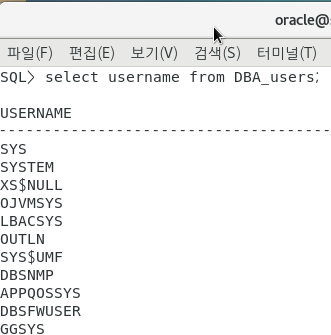 oracle@
파일(F) 편집(E) 보기(V) 검색(S) 터미널(T)
SQL> select username from DBA_users;
USERNAME
--------------------------------------------
SYS
SYSTEM
XS$NULL
OJVMSYS
LBACSYS
OUTLN
SYS$UMF
DBSNMP
APPQOSSYS
DBSFWUSER
GGSYS